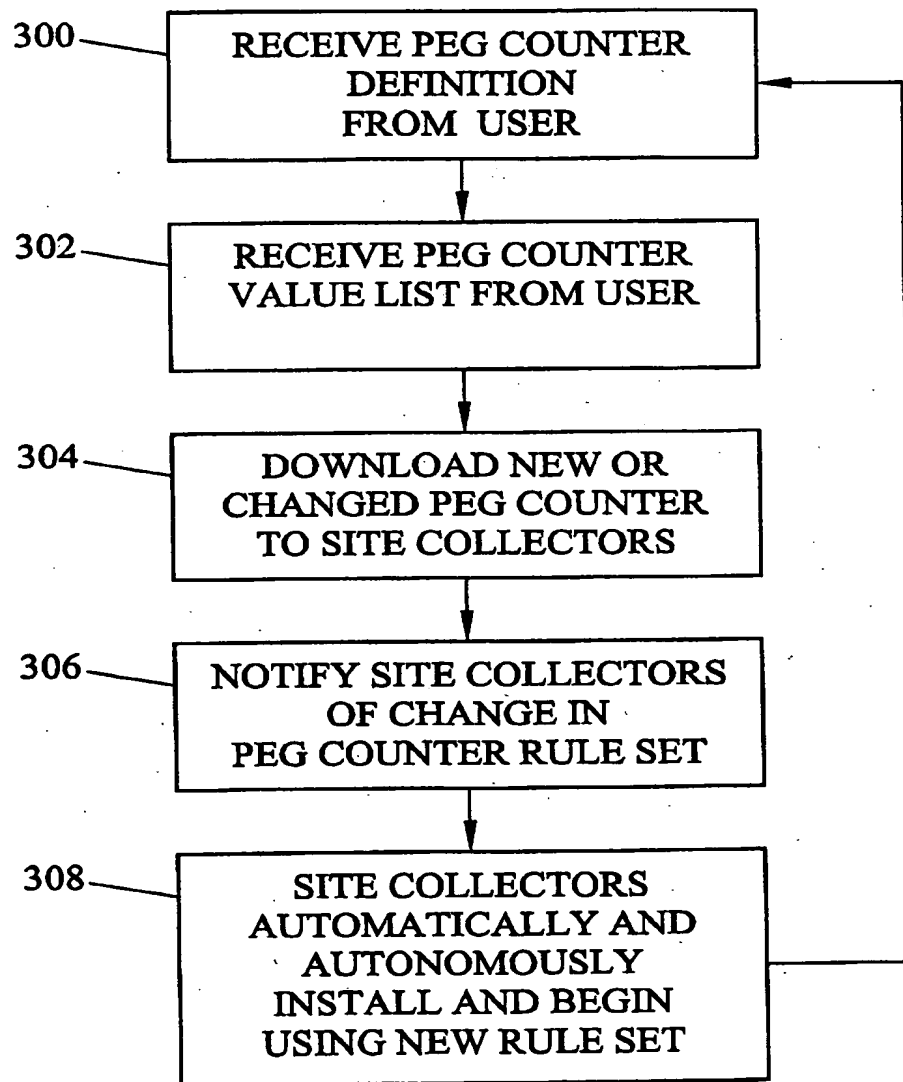 300
RECEIVE PEG COUNTER
DEFINITION
FROM USER
302
RECEIVE PEG COUNTER
VALUE LIST FROM USER
304
DOWNLOAD NEW OR
CHANGED PEG COUNTER
TO SITE COLLECTORS
306
NOTIFY SITE COLLECTORS
OF CHANGE IN
PEG COUNTER RULE SET
308
SITE COLLECTORS
AUTOMATICALLY AND
AUTONOMOUSLY
INSTALL AND BEGIN
USING NEW RULE SET